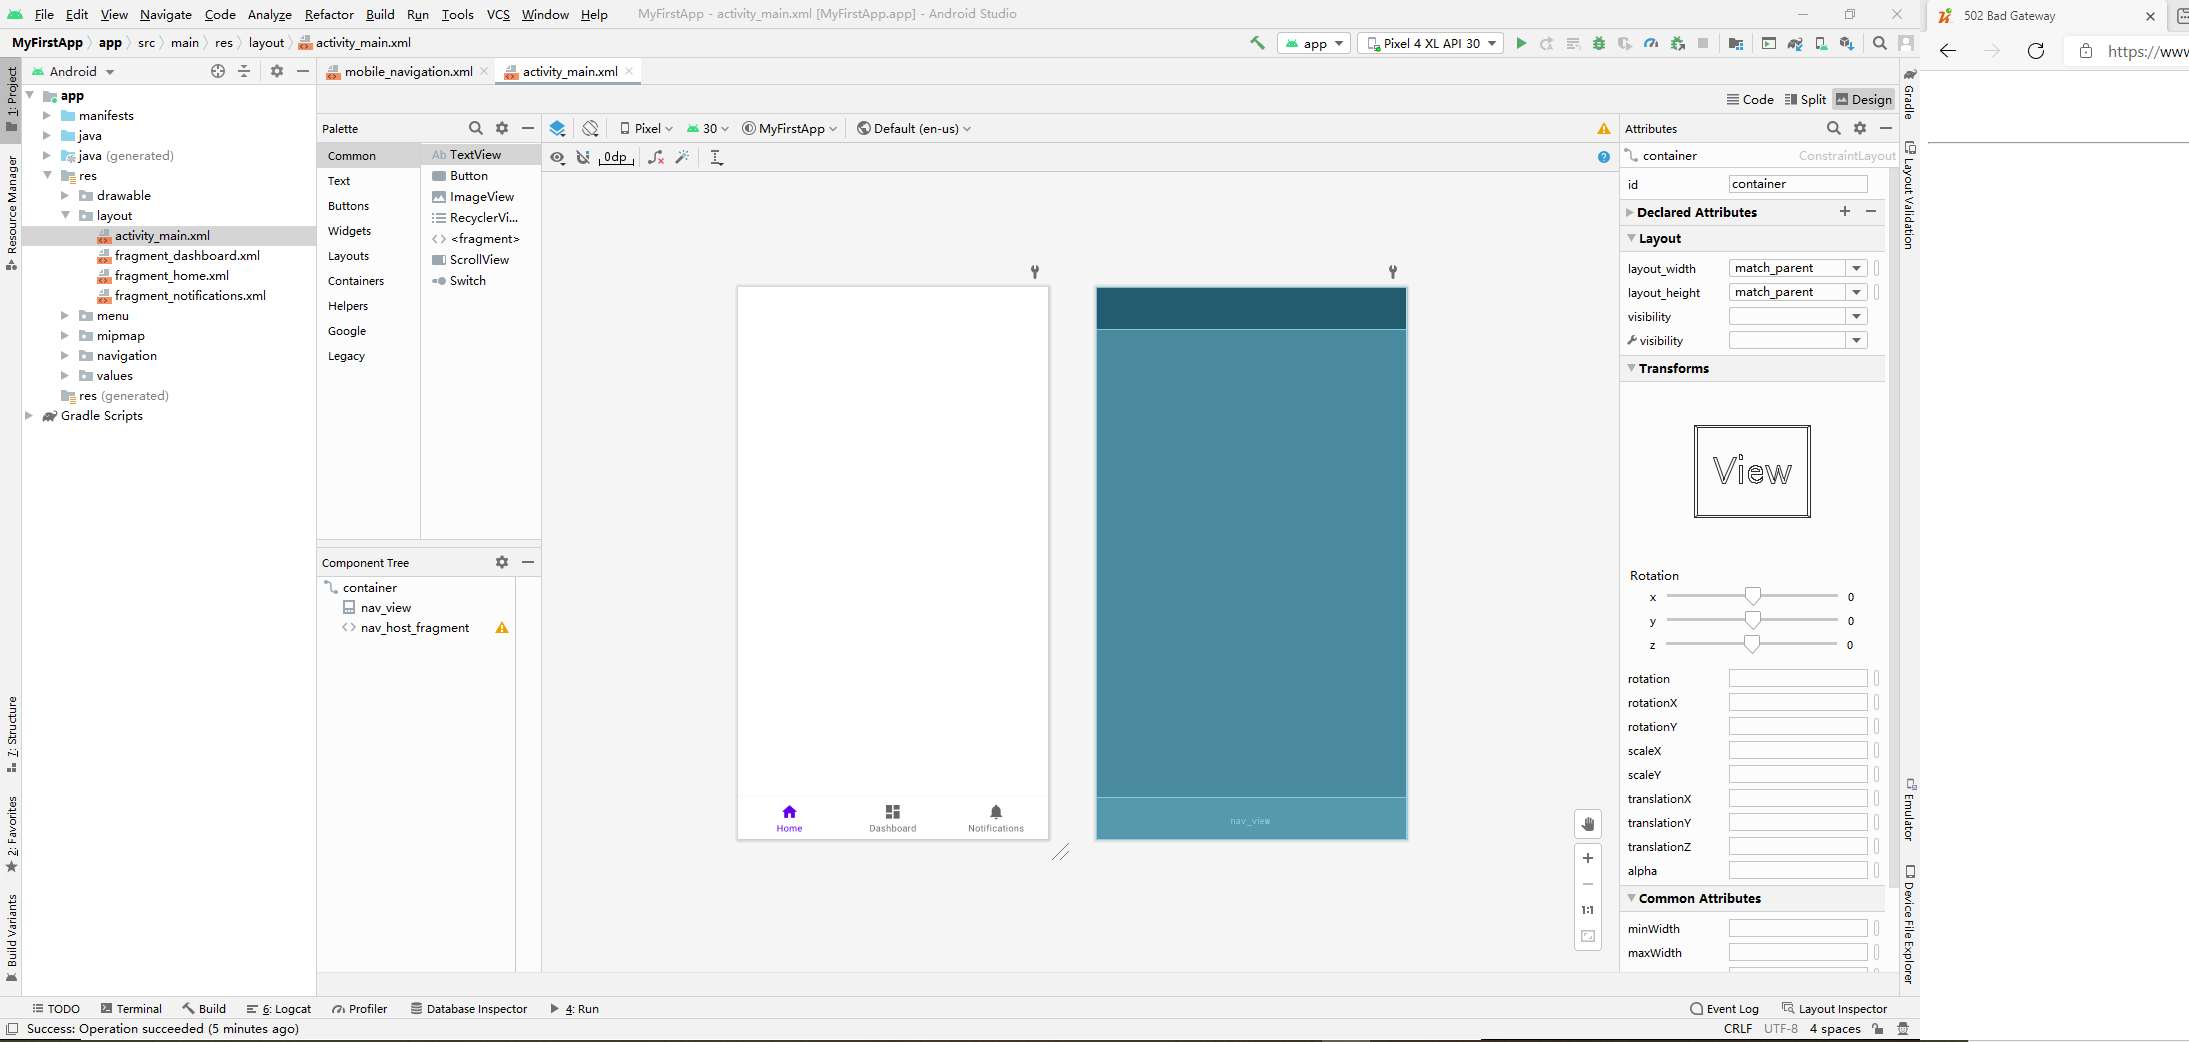 File Edit View Navigate Code Analyze Refactor Build Run Tools VCS Window Help MyFirstApp - activity_main.xml [MyFirstApp.app] - Android Studio
502 Bad Gateway
MyFirstApp app src main res layout activity_main.xml
app
Pixel 4 XL API 30
https://www
1: Project
Resource Manager
7: Structure
2: Favorites
Build Variants
Android
app
manifests
java
java (generated)
res
drawable
layout
activity_main.xml
fragment_dashboard.xml
fragment_home.xml
fragment_notifications.xml
menu
mipmap
navigation
values
res (generated)
Gradle Scripts
mobile_navigation.xml
activity_main.xml
Code Split Design
Palette
Common
Text
Buttons
Widgets
Layouts
Containers
Helpers
Google
Legacy
Ab TextView
Button
ImageView
RecyclerVi...
<fragment>
ScrollView
Switch
Pixel 30 MyFirstApp Default (en-us)
0dp
Component Tree
container
nav_view
nav_host_fragment
Home
Dashboard
Notifications
nav_view
1:1
Attributes
container ConstraintLayout
id container
Declared Attributes
Layout
layout_width match_parent
layout_height match_parent
visibility
visibility
Transforms
View
Rotation
x 0
y 0
z 0
rotation
rotationX
rotationY
scaleX
scaleY
translationX
translationY
translationZ
alpha
Common Attributes
minWidth
maxWidth
Gradle
Layout Validation
Emulator
Device File Explorer
TODO Terminal Build 6: Logcat Profiler Database Inspector 4: Run Event Log Layout Inspector
Success: Operation succeeded (5 minutes ago) CRLF UTF-8 4 spaces